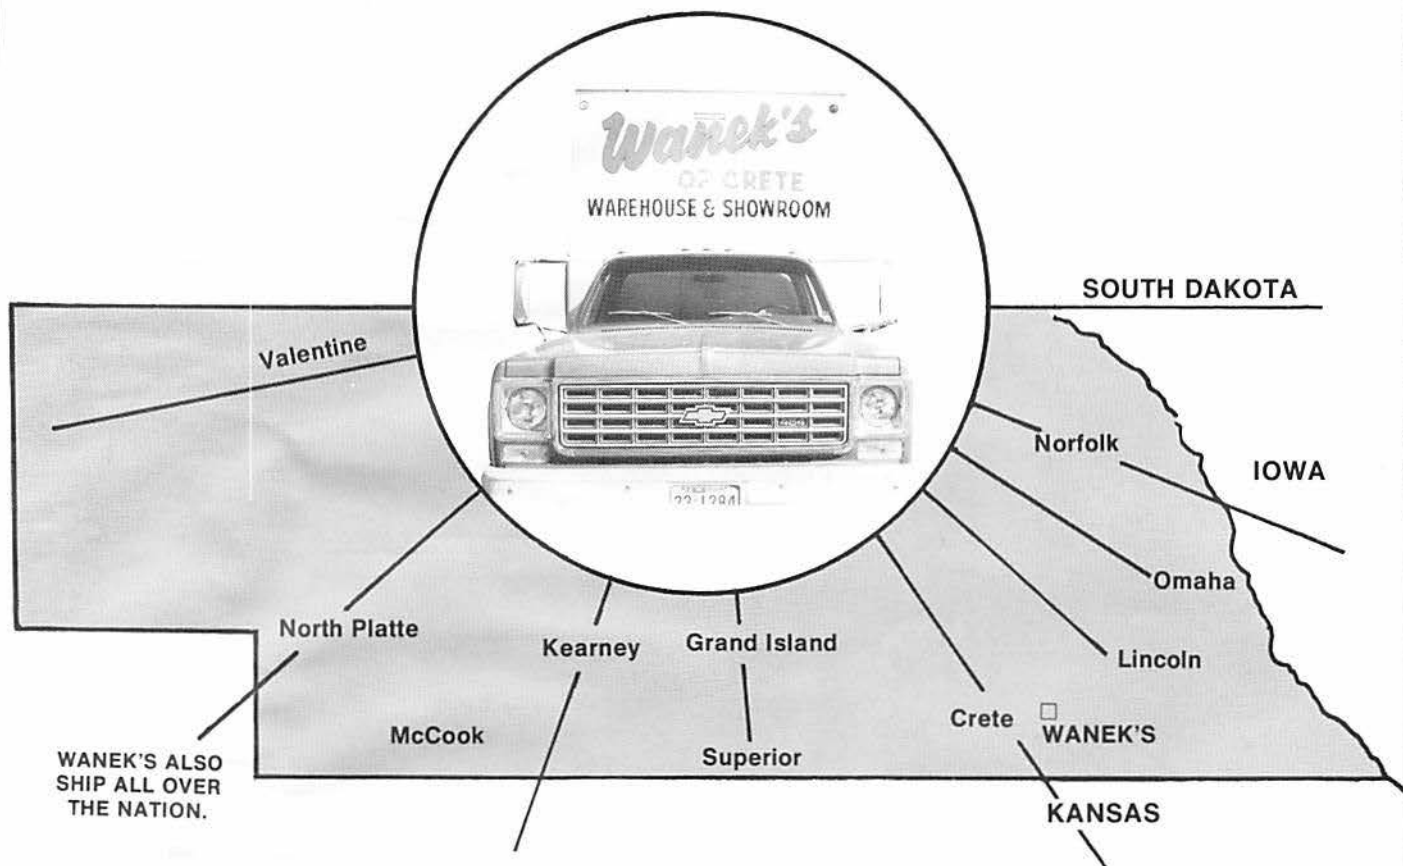 Wanek's
OF CRETE
WAREHOUSE & SHOWROOM
SOUTH DAKOTA
Valentine
Norfolk
IOWA
Omaha
North Platte
Kearney
Grand Island
Lincoln
Crete
WANEK'S
McCook
Superior
WANEK'S ALSO
SHIP ALL OVER
THE NATION.
KANSAS